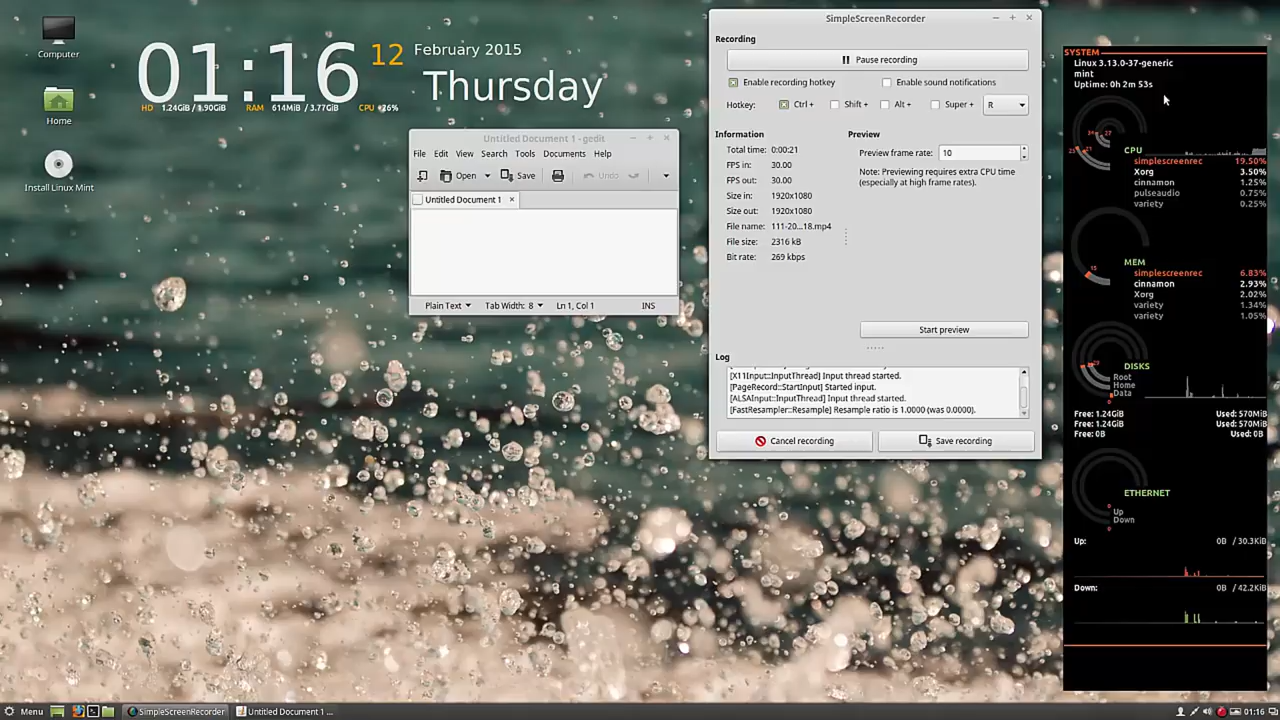 Computer
Home
Install Linux Mint
01:16
12
February 2015
Thursday
HD 1.24GiB / 1.90GiB RAM 614MiB / 3.77GiB CPU 26%
Untitled Document 1 - gedit
File Edit View Search Tools Documents Help
Open Save Undo
Untitled Document 1
Plain Text Tab Width: 8 Ln 1, Col 1 INS
SimpleScreenRecorder
Recording
Pause recording
Enable recording hotkey Enable sound notifications
Hotkey: Ctrl + Shift + Alt + Super + R
Information
Total time: 0:00:21
FPS in: 30.00
FPS out: 30.00
Size in: 1920x1080
Size out: 1920x1080
File name: 111-20...18.mp4
File size: 2316 kB
Bit rate: 269 kbps
Preview
Preview frame rate: 10
Note: Previewing requires extra CPU time
(especially at high frame rates).
Start preview
Log
[X11Input::InputThread] Input thread started.
[PageRecord::StartInput] Started input.
[ALSAInput::InputThread] Input thread started.
[FastResampler::Resample] Resample ratio is 1.0000 (was 0.0000).
Cancel recording Save recording
SYSTEM
Linux 3.13.0-37-generic
mint
Uptime: 0h 2m 53s
CPU
simplescreenrec 19.50%
Xorg 3.50%
cinnamon 1.25%
pulseaudio 0.75%
variety 0.25%
MEM
15
simplescreenrec 6.83%
cinnamon 2.93%
Xorg 2.02%
variety 1.34%
variety 1.05%
DISKS
Root
Home
Data
Free: 1.24GiB Used: 570MiB
Free: 1.24GiB Used: 570MiB
Free: 0B Used: 0B
ETHERNET
Up
Down
Up: 0B / 30.3KiB
Down: 0B / 42.2KiB
Menu SimpleScreenRecorder Untitled Document 1 ... 01:16